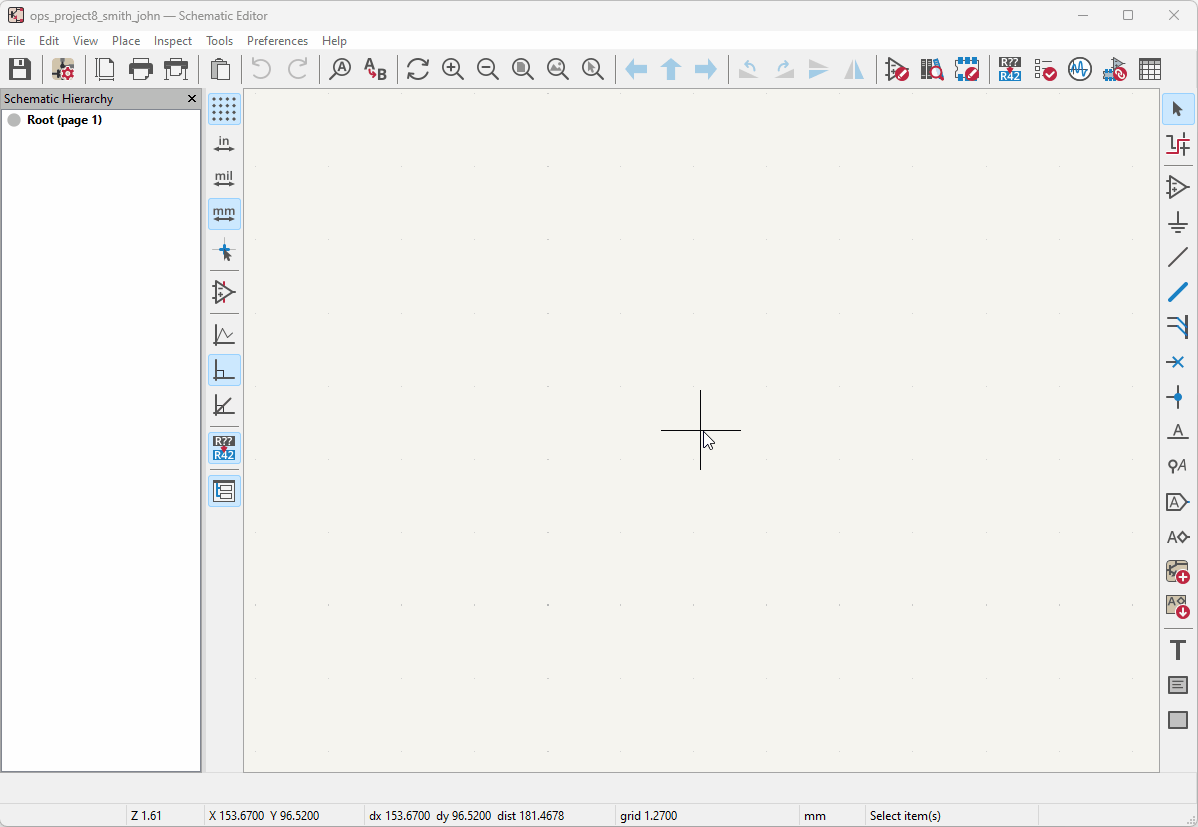 ops_project8_smith_john — Schematic Editor
File Edit View Place Inspect Tools Preferences Help
A
A B
R??
R42
Schematic Hierarchy
Root (page 1)
in
mil
mm
R??
R42
A
A
A
A
A
T
Z 1.61 X 153.6700 Y 96.5200 dx 153.6700 dy 96.5200 dist 181.4678 grid 1.2700 mm Select item(s)